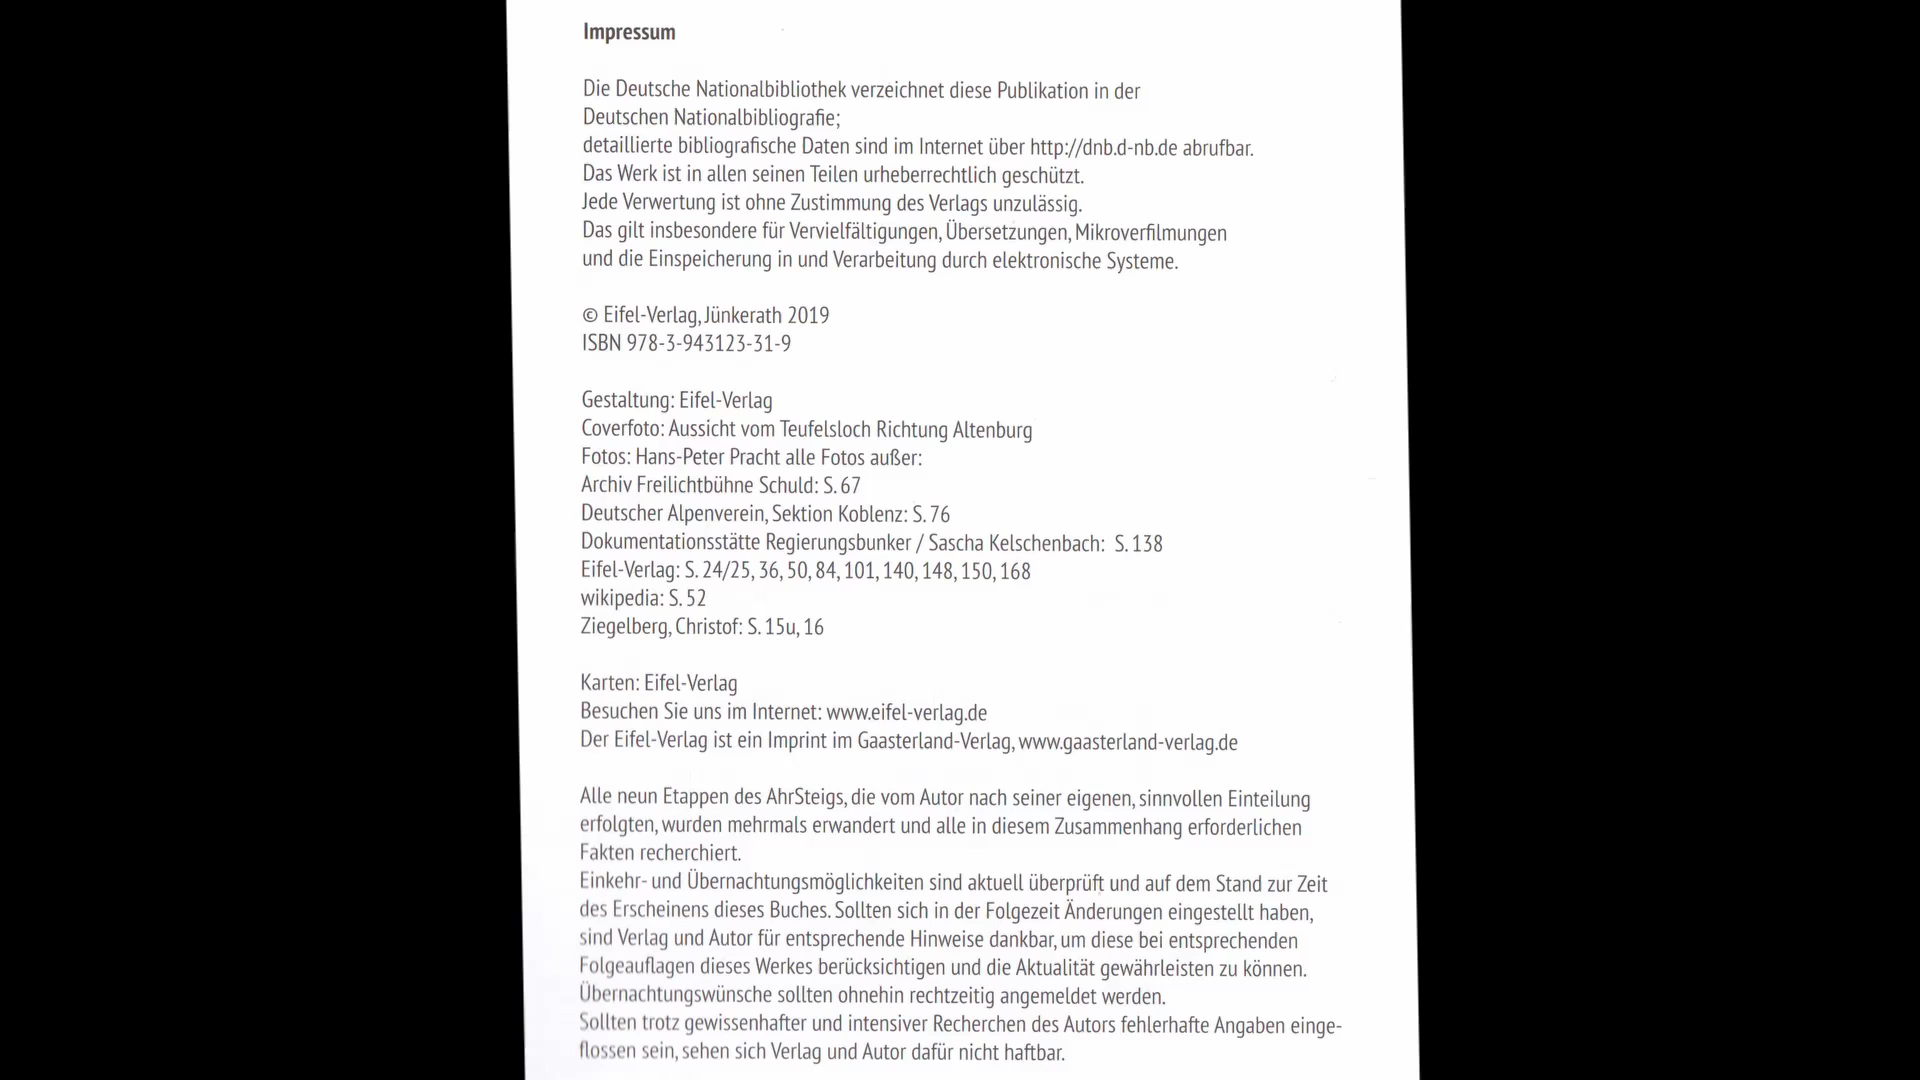 Impressum
Die Deutsche Nationalbibliothek verzeichnet diese Publikation in der
Deutschen Nationalbibliografie;
detaillierte bibliografische Daten sind im Internet über http://dnb.d-nb.de abrufbar.
Das Werk ist in allen seinen Teilen urheberrechtlich geschützt.
Jede Verwertung ist ohne Zustimmung des Verlags unzulässig.
Das gilt insbesondere für Vervielfältigungen, Übersetzungen, Mikroverfilmungen
und die Einspeicherung in und Verarbeitung durch elektronische Systeme.
© Eifel-Verlag, Jünkerath 2019
ISBN 978-3-943123-31-9
Gestaltung: Eifel-Verlag
Coverfoto: Aussicht vom Teufelsloch Richtung Altenburg
Fotos: Hans-Peter Pracht alle Fotos außer:
Archiv Freilichtbühne Schuld: S. 67
Deutscher Alpenverein, Sektion Koblenz: S. 76
Dokumentationsstätte Regierungsbunker / Sascha Kelschenbach: S. 138
Eifel-Verlag: S. 24/25, 36, 50, 84, 101, 140, 148, 150, 168
wikipedia: S. 52
Ziegelberg, Christof: S. 15u, 16
Karten: Eifel-Verlag
Besuchen Sie uns im Internet: www.eifel-verlag.de
Der Eifel-Verlag ist ein Imprint im Gaasterland-Verlag, www.gaasterland-verlag.de
Alle neun Etappen des AhrSteigs, die vom Autor nach seiner eigenen, sinnvollen Einteilung
erfolgten, wurden mehrmals erwandert und alle in diesem Zusammenhang erforderlichen
Fakten recherchiert.
Einkehr- und Übernachtungsmöglichkeiten sind aktuell überprüft und auf dem Stand zur Zeit
des Erscheinens dieses Buches. Sollten sich in der Folgezeit Änderungen eingestellt haben,
sind Verlag und Autor für entsprechende Hinweise dankbar, um diese bei entsprechenden
Folgeauflagen dieses Werkes berücksichtigen und die Aktualität gewährleisten zu können.
Übernachtungswünsche sollten ohnehin rechtzeitig angemeldet werden.
Sollten trotz gewissenhafter und intensiver Recherchen des Autors fehlerhafte Angaben einge-
flossen sein, sehen sich Verlag und Autor dafür nicht haftbar.